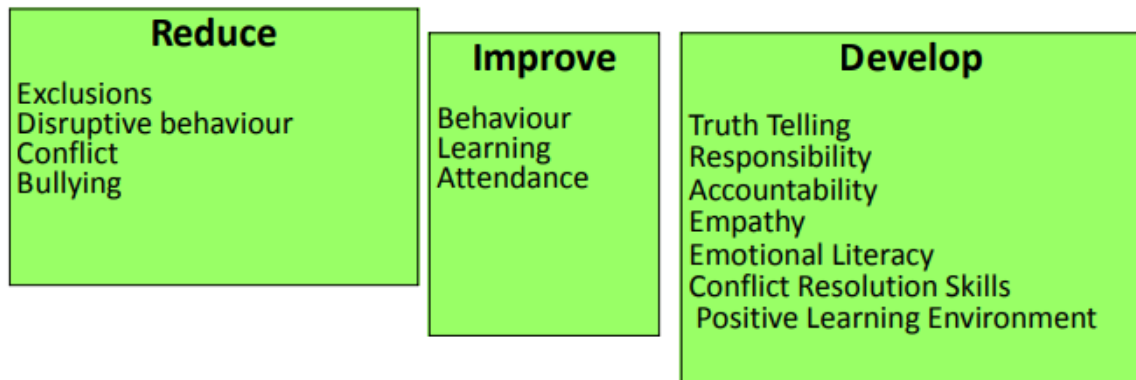 Reduce
Exclusions
Disruptive behaviour
Conflict
Bullying
Improve
Behaviour
Learning
Attendance
Develop
Truth Telling
Responsibility
Accountability
Empathy
Emotional Literacy
Conflict Resolution Skills
Positive Learning Environment